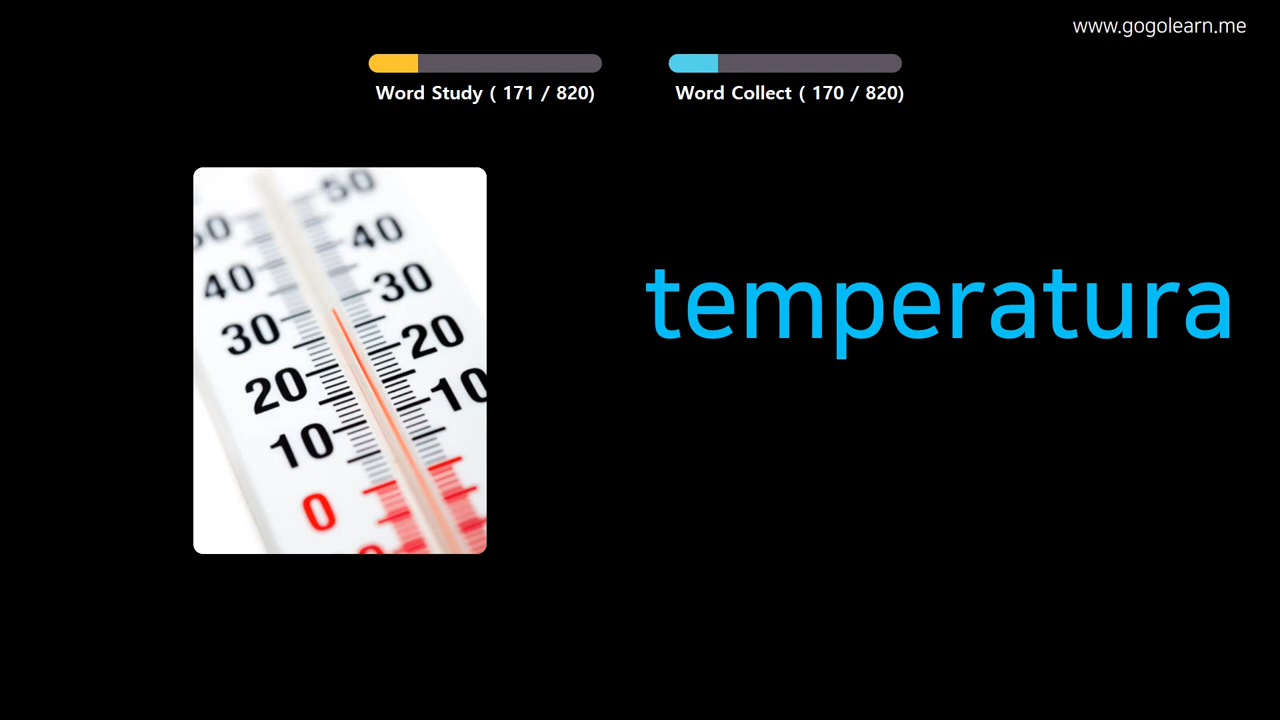 www.gogolearn.me
Word Study ( 171 / 820)
Word Collect ( 170 / 820)
50
40
40
30
30
20
20
10
10
0
temperatura